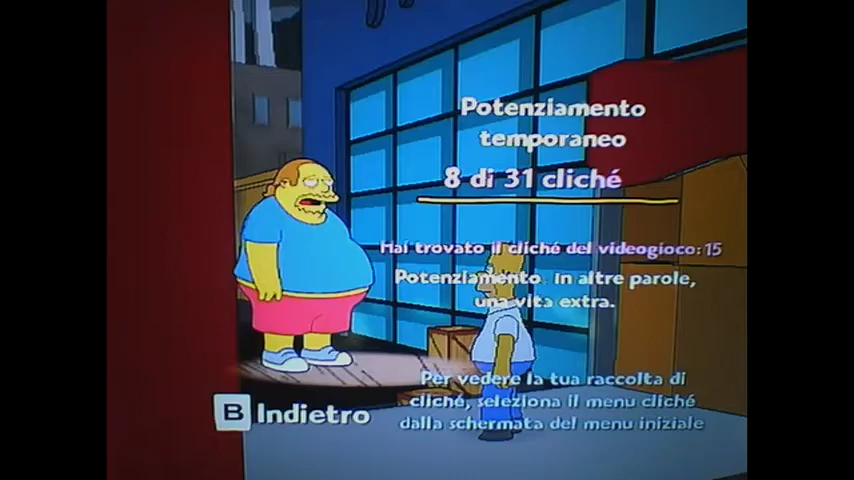 Potenziamento
temporaneo
8 di 31 cliché
Hai trovato il cliché del videogioco: 15
Potenziamento. In altre parole,
una vita extra.
Per vedere la tua raccolta di
cliché, seleziona il menu cliché
dalla schermata del menu iniziale
B Indietro